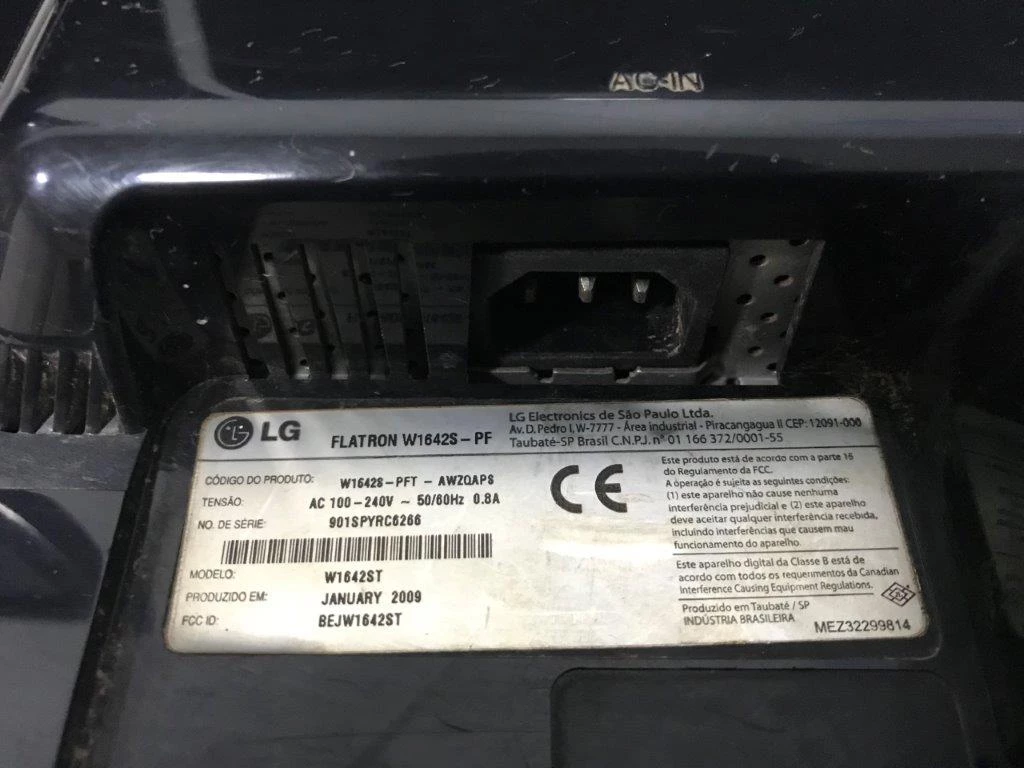 AC-IN
LG
FLATRON W1642S-PF
LG Electronics de São Paulo Ltda.
Av. D. Pedro I, W-7777 - Área industrial - Piracangagua II CEP: 12091-000
Taubaté-SP Brasil C.N.P.J. n° 01 166 372/0001-55
CÓDIGO DO PRODUTO: W1642S-PFT - AWZQAPS
TENSÃO: AC 100-240V ~ 50/60Hz 0.8A
NO. DE SÉRIE: 901SPYRC6266
MODELO: W1642ST
PRODUZIDO EM: JANUARY 2009
FCC ID: BEJW1642ST
CE
Este produto está de acordo com a parte 15
do Regulamento da FCC.
A operação é sujeita as seguintes condições:
(1) este aparelho não cause nenhuma
interferência prejudicial e (2) este aparelho
deve aceitar qualquer interferência recebida,
incluindo interferências que causem mau
funcionamento do aparelho.
Este aparelho digital da Classe B está de
acordo com todos os requerimentos da Canadian
Interference Causing Equipment Regulations.
Produzido em Taubaté / SP
INDÚSTRIA BRASILEIRA
MEZ32299814